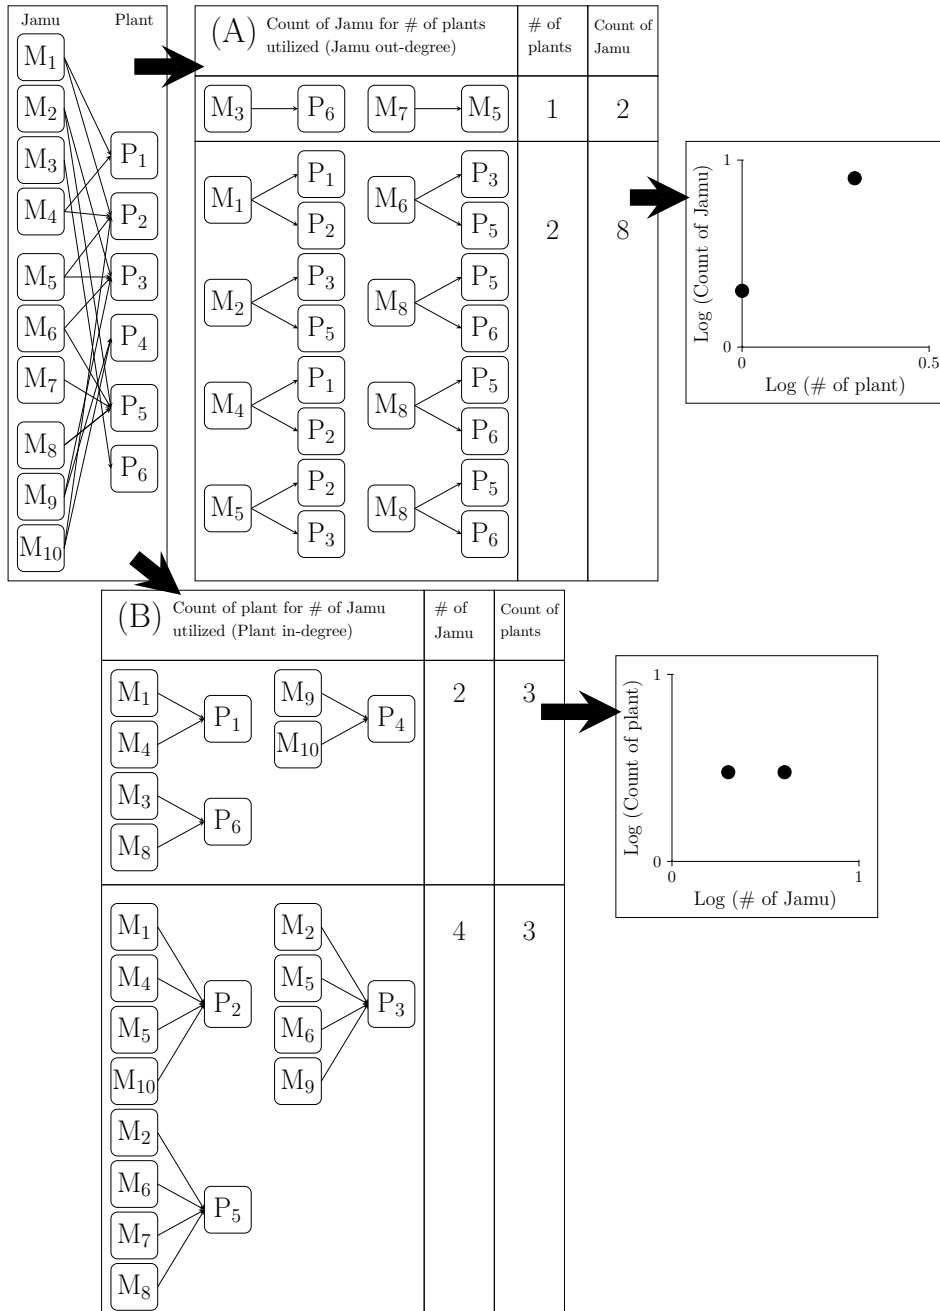 Jamu Plant
M1
M2
M3
M4
M5
M6
M7
M8
M9
M10
P1
P2
P3
P4
P5
P6
(A) Count of Jamu for # of plants
utilized (Jamu out-degree)
# of
plants
Count of
Jamu
M3 P6 M7 M5 1 2
M1 P1 P2 M6 P3 P5 2 8
M2 P3 P5 M8 P5 P6
M4 P1 P2 M8 P5 P6
M5 P2 P3 M8 P5 P6
Log (Count of Jamu)
1
0
0 0.5
Log (# of plant)
(B) Count of plant for # of Jamu
utilized (Plant in-degree)
# of
Jamu
Count of
plants
M1 M4 P1 M9 M10 P4 2 3
M3 M8 P6
M1 M4 M5 M10 P2 M2 M5 M6 M9 P3 4 3
M2 M6 M7 M8 P5
Log (Count of plant)
1
0
0 1
Log (# of Jamu)